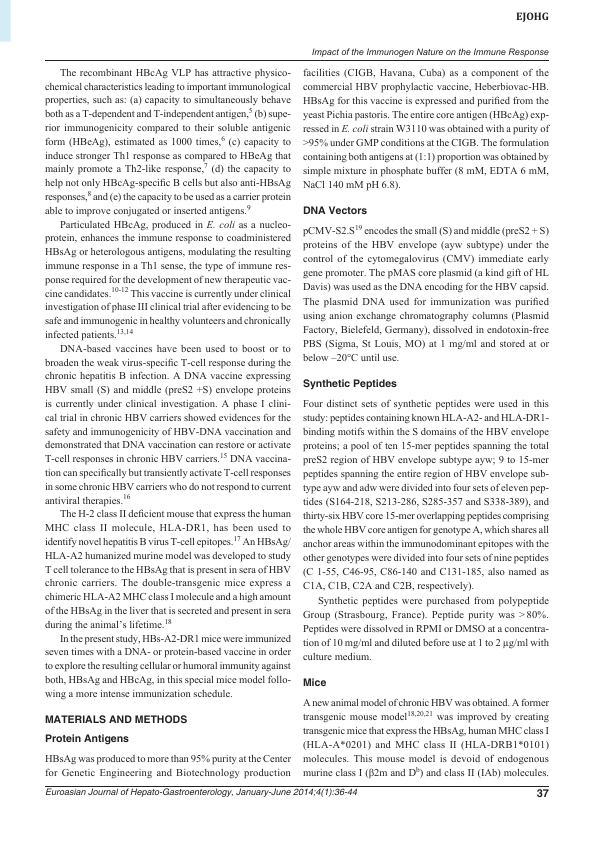 EJOHG
Impact of the Immunogen Nature on the Immune Response
The recombinant HBcAg VLP has attractive physico-
chemical characteristics leading to important immunological
properties, such as: (a) capacity to simultaneously behave
both as a T-dependent and T-independent antigen,5 (b) supe-
rior immunogenicity compared to their soluble antigenic
form (HBeAg), estimated as 1000 times,6 (c) capacity to
induce stronger Th1 response as compared to HBeAg that
mainly promote a Th2-like response,7 (d) the capacity to
help not only HBcAg-specific B cells but also anti-HBsAg
responses,8 and (e) the capacity to be used as a carrier protein
able to improve conjugated or inserted antigens.9
Particulated HBcAg, produced in E. coli as a nucleo-
protein, enhances the immune response to coadministered
HBsAg or heterologous antigens, modulating the resulting
immune response in a Th1 sense, the type of immune res-
ponse required for the development of new therapeutic vac-
cine candidates.10-12 This vaccine is currently under clinical
investigation of phase III clinical trial after evidencing to be
safe and immunogenic in healthy volunteers and chronically
infected patients.13,14
DNA-based vaccines have been used to boost or to
broaden the weak virus-specific T-cell response during the
chronic hepatitis B infection. A DNA vaccine expressing
HBV small (S) and middle (preS2 +S) envelope proteins
is currently under clinical investigation. A phase I clini-
cal trial in chronic HBV carriers showed evidences for the
safety and immunogenicity of HBV-DNA vaccination and
demonstrated that DNA vaccination can restore or activate
T-cell responses in chronic HBV carriers.15 DNA vaccina-
tion can specifically but transiently activate T-cell responses
in some chronic HBV carriers who do not respond to current
antiviral therapies.16
The H-2 class II deficient mouse that express the human
MHC class II molecule, HLA-DR1, has been used to
identify novel hepatitis B virus T-cell epitopes.17 An HBsAg/
HLA-A2 humanized murine model was developed to study
T cell tolerance to the HBsAg that is present in sera of HBV
chronic carriers. The double-transgenic mice express a
chimeric HLA-A2 MHC class I molecule and a high amount
of the HBsAg in the liver that is secreted and present in sera
during the animal's lifetime.18
In the present study, HBs-A2-DR1 mice were immunized
seven times with a DNA- or protein-based vaccine in order
to explore the resulting cellular or humoral immunity against
both, HBsAg and HBcAg, in this special mice model follo-
wing a more intense immunization schedule.
MATERIALS AND METHODS
Protein Antigens
HBsAg was produced to more than 95% purity at the Center
for Genetic Engineering and Biotechnology production
facilities (CIGB, Havana, Cuba) as a component of the
commercial HBV prophylactic vaccine, Heberbiovac-HB.
HBsAg for this vaccine is expressed and purified from the
yeast Pichia pastoris. The entire core antigen (HBcAg) exp-
ressed in E. coli strain W3110 was obtained with a purity of
>95% under GMP conditions at the CIGB. The formulation
containing both antigens at (1:1) proportion was obtained by
simple mixture in phosphate buffer (8 mM, EDTA 6 mM,
NaCl 140 mM pH 6.8).
DNA Vectors
pCMV-S2.S19 encodes the small (S) and middle (preS2 + S)
proteins of the HBV envelope (ayw subtype) under the
control of the cytomegalovirus (CMV) immediate early
gene promoter. The pMAS core plasmid (a kind gift of HL
Davis) was used as the DNA encoding for the HBV capsid.
The plasmid DNA used for immunization was purified
using anion exchange chromatography columns (Plasmid
Factory, Bielefeld, Germany), dissolved in endotoxin-free
PBS (Sigma, St Louis, MO) at 1 mg/ml and stored at or
below –20°C until use.
Synthetic Peptides
Four distinct sets of synthetic peptides were used in this
study: peptides containing known HLA-A2- and HLA-DR1-
binding motifs within the S domains of the HBV envelope
proteins; a pool of ten 15-mer peptides spanning the total
preS2 region of HBV envelope subtype ayw; 9 to 15-mer
peptides spanning the entire region of HBV envelope sub-
type ayw and adw were divided into four sets of eleven pep-
tides (S164-218, S213-286, S285-357 and S338-389), and
thirty-six HBV core 15-mer overlapping peptides comprising
the whole HBV core antigen for genotype A, which shares all
anchor areas within the immunodominant epitopes with the
other genotypes were divided into four sets of nine peptides
(C 1-55, C46-95, C86-140 and C131-185, also named as
C1A, C1B, C2A and C2B, respectively).
Synthetic peptides were purchased from polypeptide
Group (Strasbourg, France). Peptide purity was >80%.
Peptides were dissolved in RPMI or DMSO at a concentra-
tion of 10 mg/ml and diluted before use at 1 to 2 µg/ml with
culture medium.
Mice
A new animal model of chronic HBV was obtained. A former
transgenic mouse model18,20,21 was improved by creating
transgenic mice that express the HBsAg, human MHC class I
(HLA-A*0201) and MHC class II (HLA-DRB1*0101)
molecules. This mouse model is devoid of endogenous
murine class I (β2m and Db) and class II (IAb) molecules.
Euroasian Journal of Hepato-Gastroenterology, January-June 2014;4(1):36-44
37